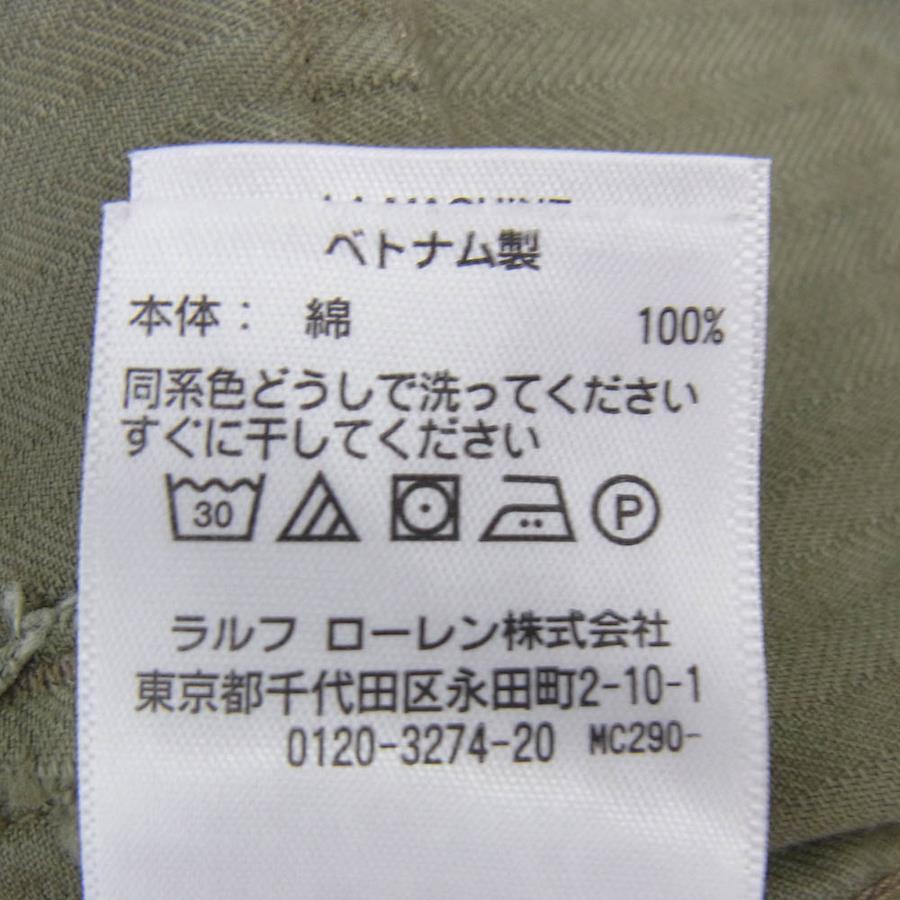 ベトナム製
本体： 綿 100%
同系色どうしで洗ってください
すぐに干してください
30 P
ラルフ ローレン株式会社
東京都千代田区永田町2-10-1
0120-3274-20 MC290-